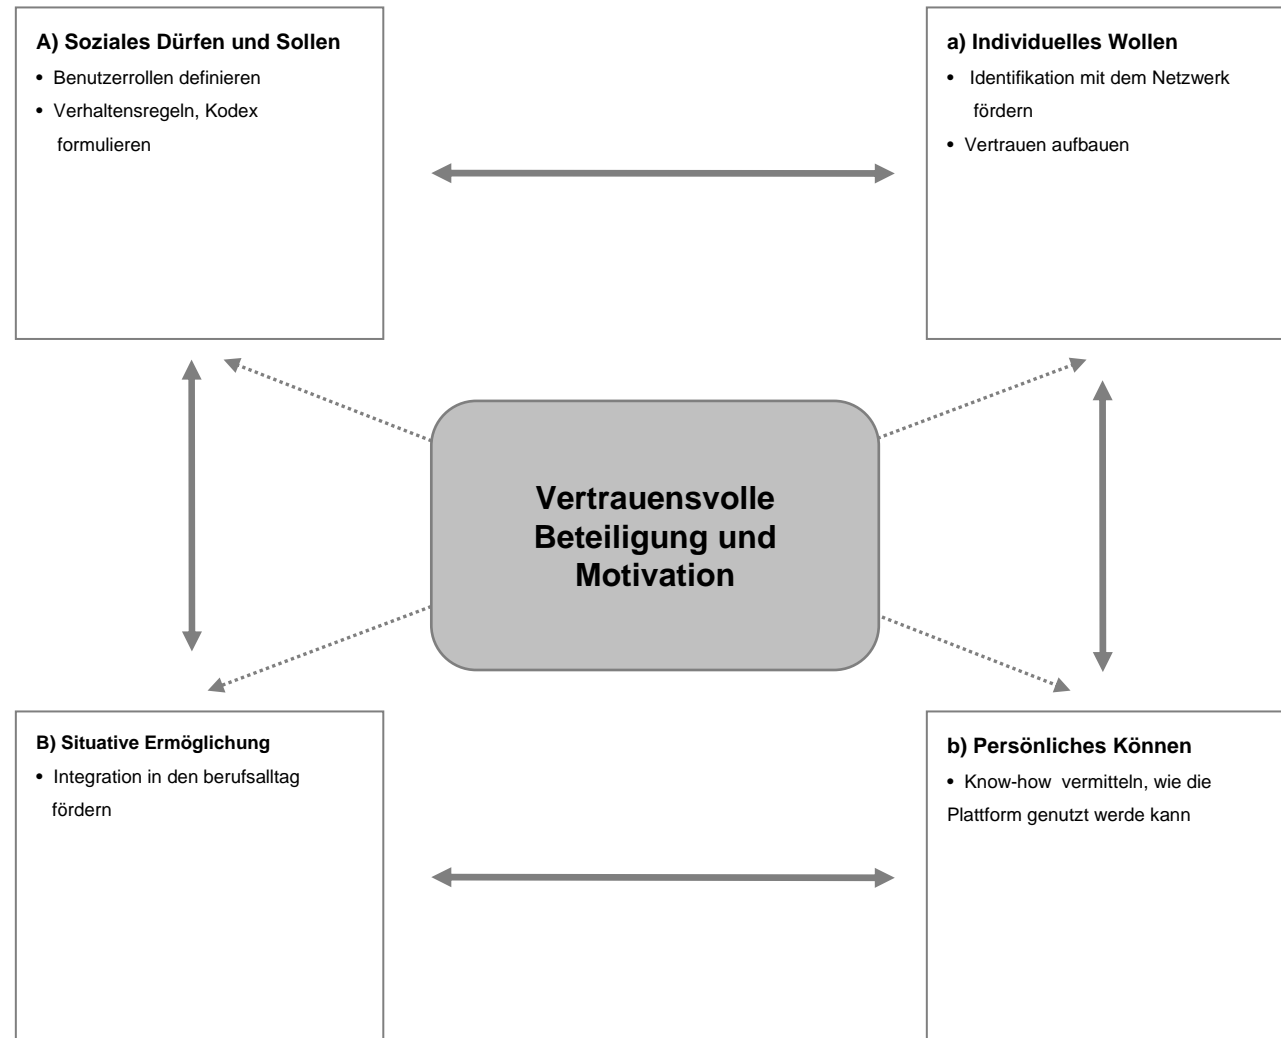 A) Soziales Dürfen und Sollen
• Benutzerrollen definieren
• Verhaltensregeln, Kodex
formulieren
a) Individuelles Wollen
• Identifikation mit dem Netzwerk
fördern
• Vertrauen aufbauen
Vertrauensvolle
Beteiligung und
Motivation
B) Situative Ermöglichung
• Integration in den berufsalltag
fördern
b) Persönliches Können
• Know-how vermitteln, wie die
Plattform genutzt werde kann